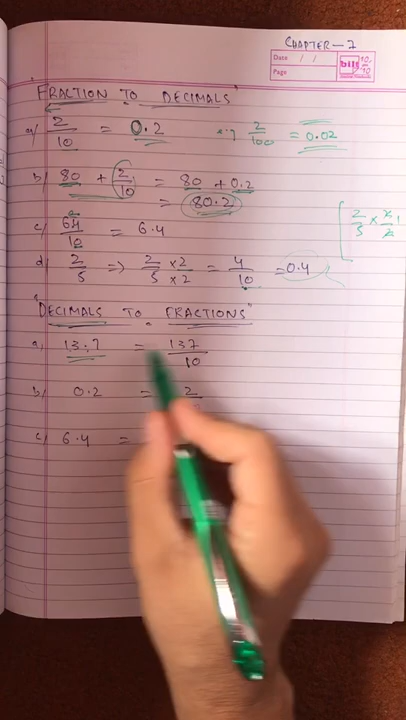 CHAPTER-7
Date / /
Page
bill
"FRACTION TO DECIMALS"
a) 2/10 = 0.2
a) 2/100 = 0.02
b) 80 + 2/10 = 80 + 0.2
= 80.2
c) 64/10 = 6.4
d) 2/5 ⇒ 2/5 ×2/×2 = 4/10 = 0.4
"DECIMALS TO FRACTIONS"
a) 13.7 = 137/10
b) 0.2 = 2
c) 6.4 =